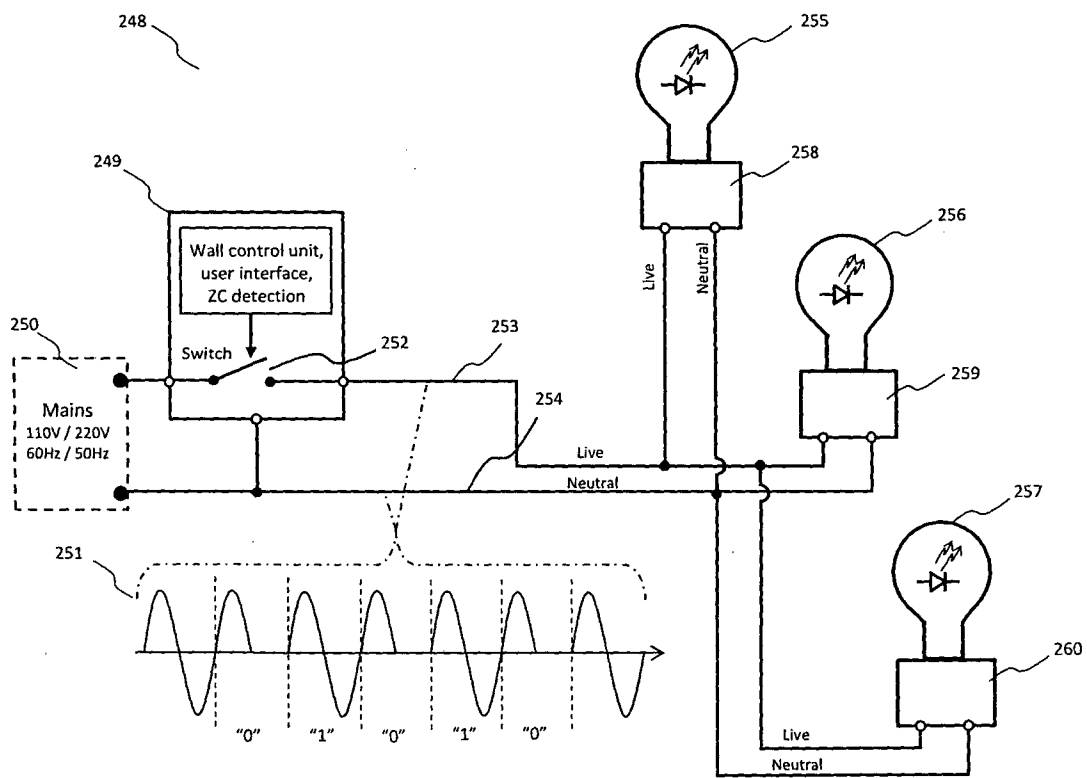 248
255
249
258
Wall control unit,
user interface,
ZC detection
256
Live
Neutral
250
Switch
252
253
259
Mains
110V / 220V
60Hz / 50Hz
254
Live
Neutral
257
251
260
"0"
"1"
"0"
"1"
"0"
Live
Neutral